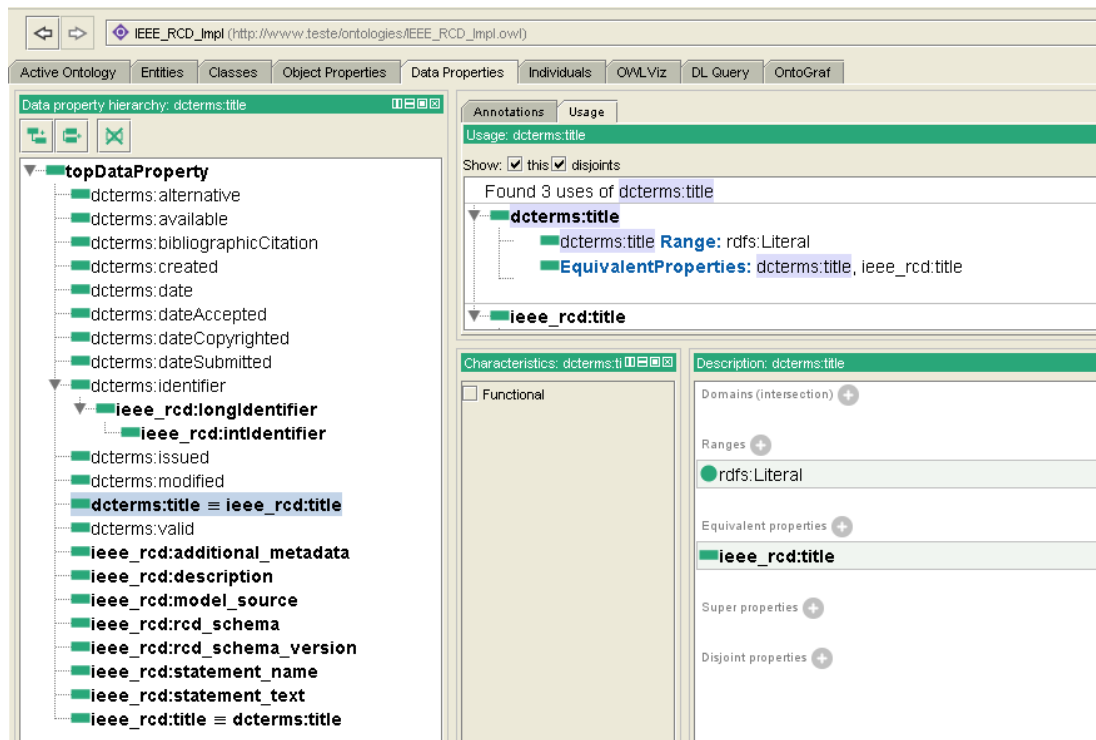 IEEE_RCD_Impl (http://www.teste/ontologies/IEEE_RCD_Impl.owl)
Active Ontology Entities Classes Object Properties Data Properties Individuals OWLViz DL Query OntoGraf
Data property hierarchy: dcterms:title
topDataProperty
dcterms:alternative
dcterms:available
dcterms:bibliographicCitation
dcterms:created
dcterms:date
dcterms:dateAccepted
dcterms:dateCopyrighted
dcterms:dateSubmitted
dcterms:identifier
ieee_rcd:longIdentifier
ieee_rcd:intIdentifier
dcterms:issued
dcterms:modified
dcterms:title ≡ ieee_rcd:title
dcterms:valid
ieee_rcd:additional_metadata
ieee_rcd:description
ieee_rcd:model_source
ieee_rcd:rcd_schema
ieee_rcd:rcd_schema_version
ieee_rcd:statement_name
ieee_rcd:statement_text
ieee_rcd:title ≡ dcterms:title
Annotations Usage
Usage: dcterms:title
Show: this disjoints
Found 3 uses of dcterms:title
dcterms:title
dcterms:title Range: rdfs:Literal
EquivalentProperties: dcterms:title, ieee_rcd:title
ieee_rcd:title
Characteristics: dcterms:ti
Functional
Description: dcterms:title
Domains (intersection)
Ranges
rdfs:Literal
Equivalent properties
ieee_rcd:title
Super properties
Disjoint properties